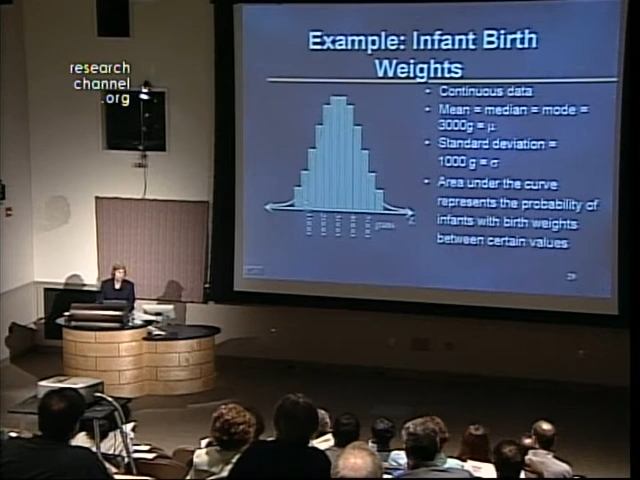 research
channel
.org
Example: Infant Birth
Weights
• Continuous data
• Mean = median = mode =
3000g = μ
• Standard deviation =
1000 g = σ
• Area under the curve
represents the probability of
infants with birth weights
between certain values